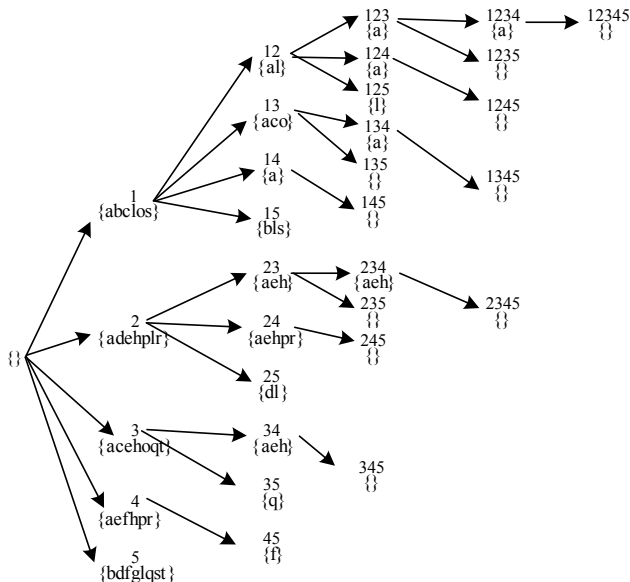 123
{a}
1234
{a}
12345
{}
12
{al}
124
{a}
1235
{}
125
{l}
1245
{}
13
{aco}
134
{a}
135
{}
14
{a}
1345
{}
145
{}
1
{abclos}
15
{bls}
23
{aeh}
234
{aeh}
235
{}
2345
{}
2
{adehplr}
24
{aehpr}
245
{}
{}
25
{dl}
3
{acehoqt}
34
{aeh}
345
{}
35
{q}
4
{aefhpr}
45
{f}
5
{bdfglqst}